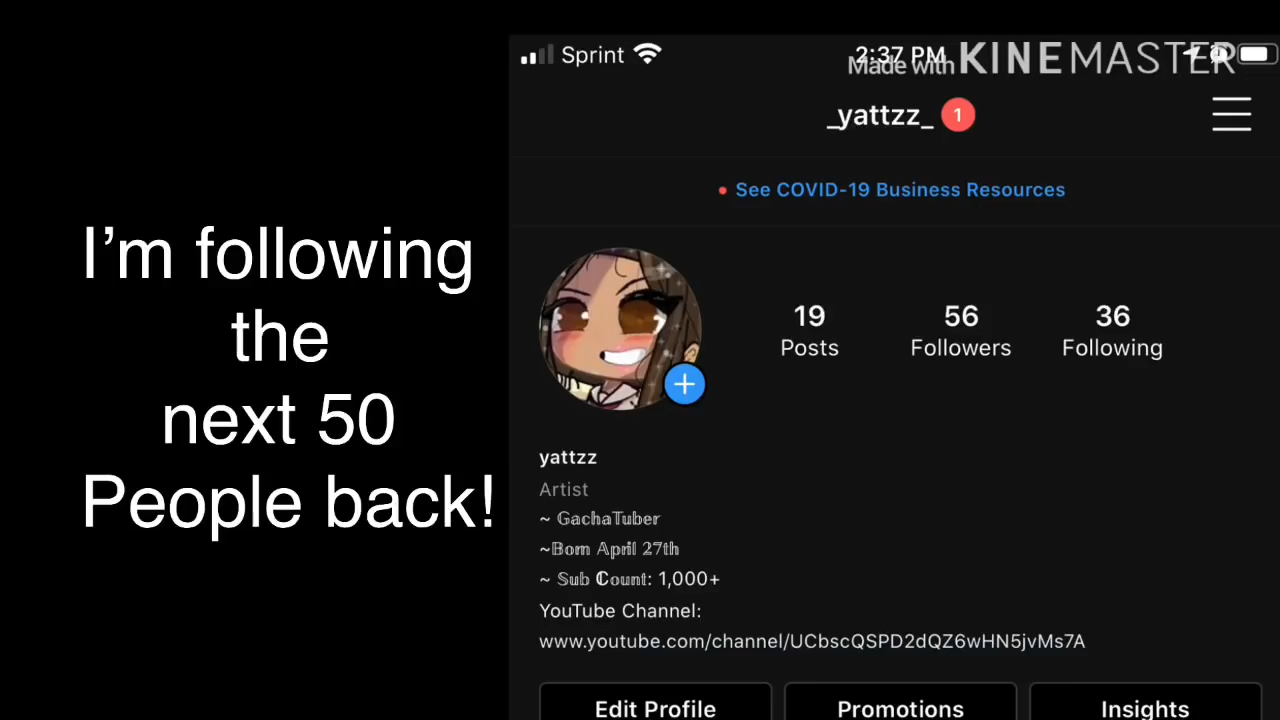 I’m following
the
next 50
People back!
Sprint 2:37 PM
Made with KINEMASTER
_yattzz_ 1
See COVID-19 Business Resources
19 56 36
Posts Followers Following
yattzz
Artist
~ 𝔾𝕒𝕔𝕙𝕒𝕋𝕦𝕓𝕖𝕣
~𝔹𝕠𝕣𝕟 𝔸𝕡𝕣𝕚𝕝 𝟚𝟟𝕥𝕙
~ 𝕊𝕦𝕓 ℂ𝕠𝕦𝕟𝕥: 1,000+
YouTube Channel:
www.youtube.com/channel/UCbscQSPD2dQZ6wHN5jvMs7A
Edit Profile Promotions Insights